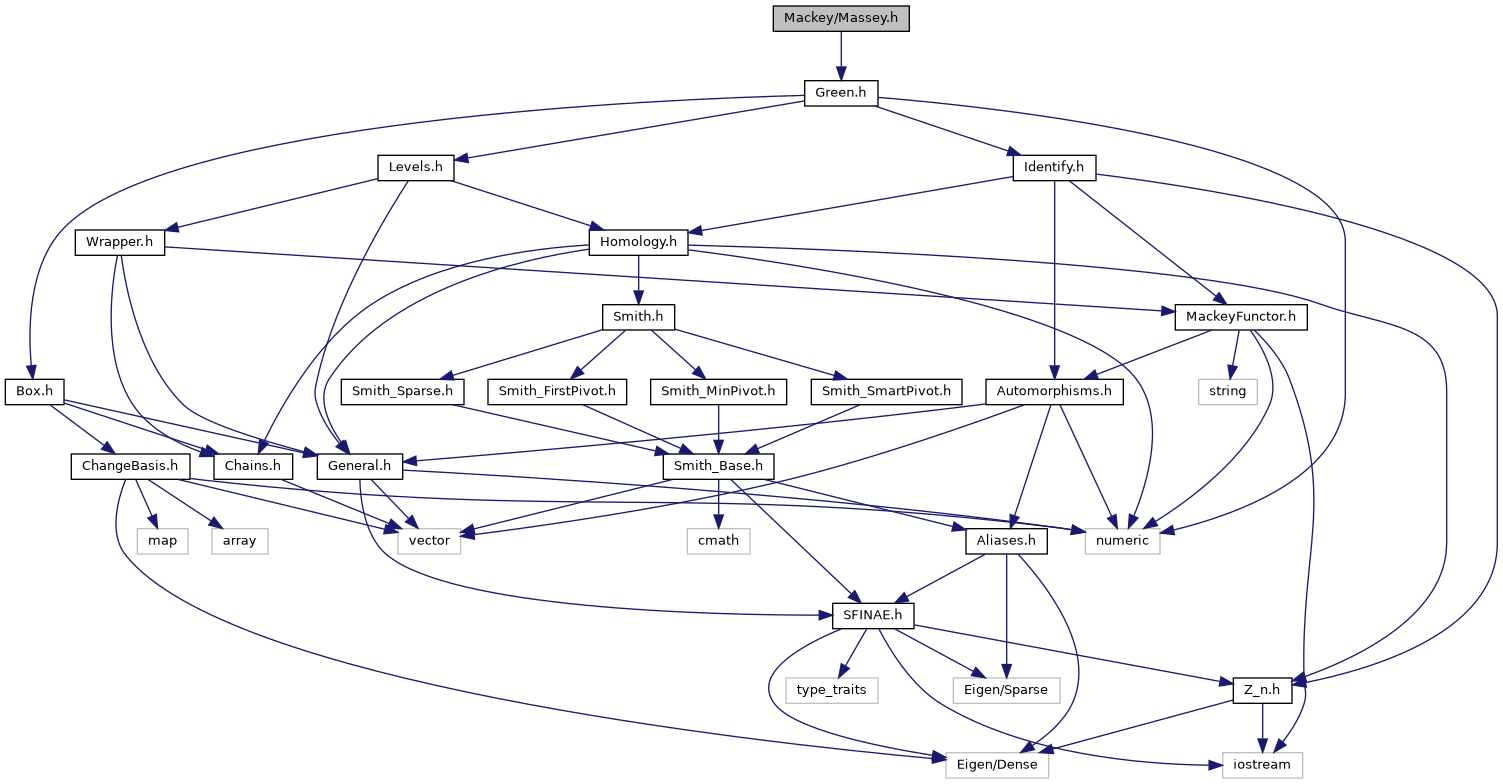 Mackey/Massey.h
Green.h
Levels.h
Identify.h
Wrapper.h
Homology.h
Smith.h
MackeyFunctor.h
Box.h
Smith_Sparse.h
Smith_FirstPivot.h
Smith_MinPivot.h
Smith_SmartPivot.h
Automorphisms.h
string
ChangeBasis.h
Chains.h
General.h
Smith_Base.h
map
array
vector
cmath
Aliases.h
numeric
SFINAE.h
type_traits
Eigen/Sparse
Z_n.h
Eigen/Dense
iostream